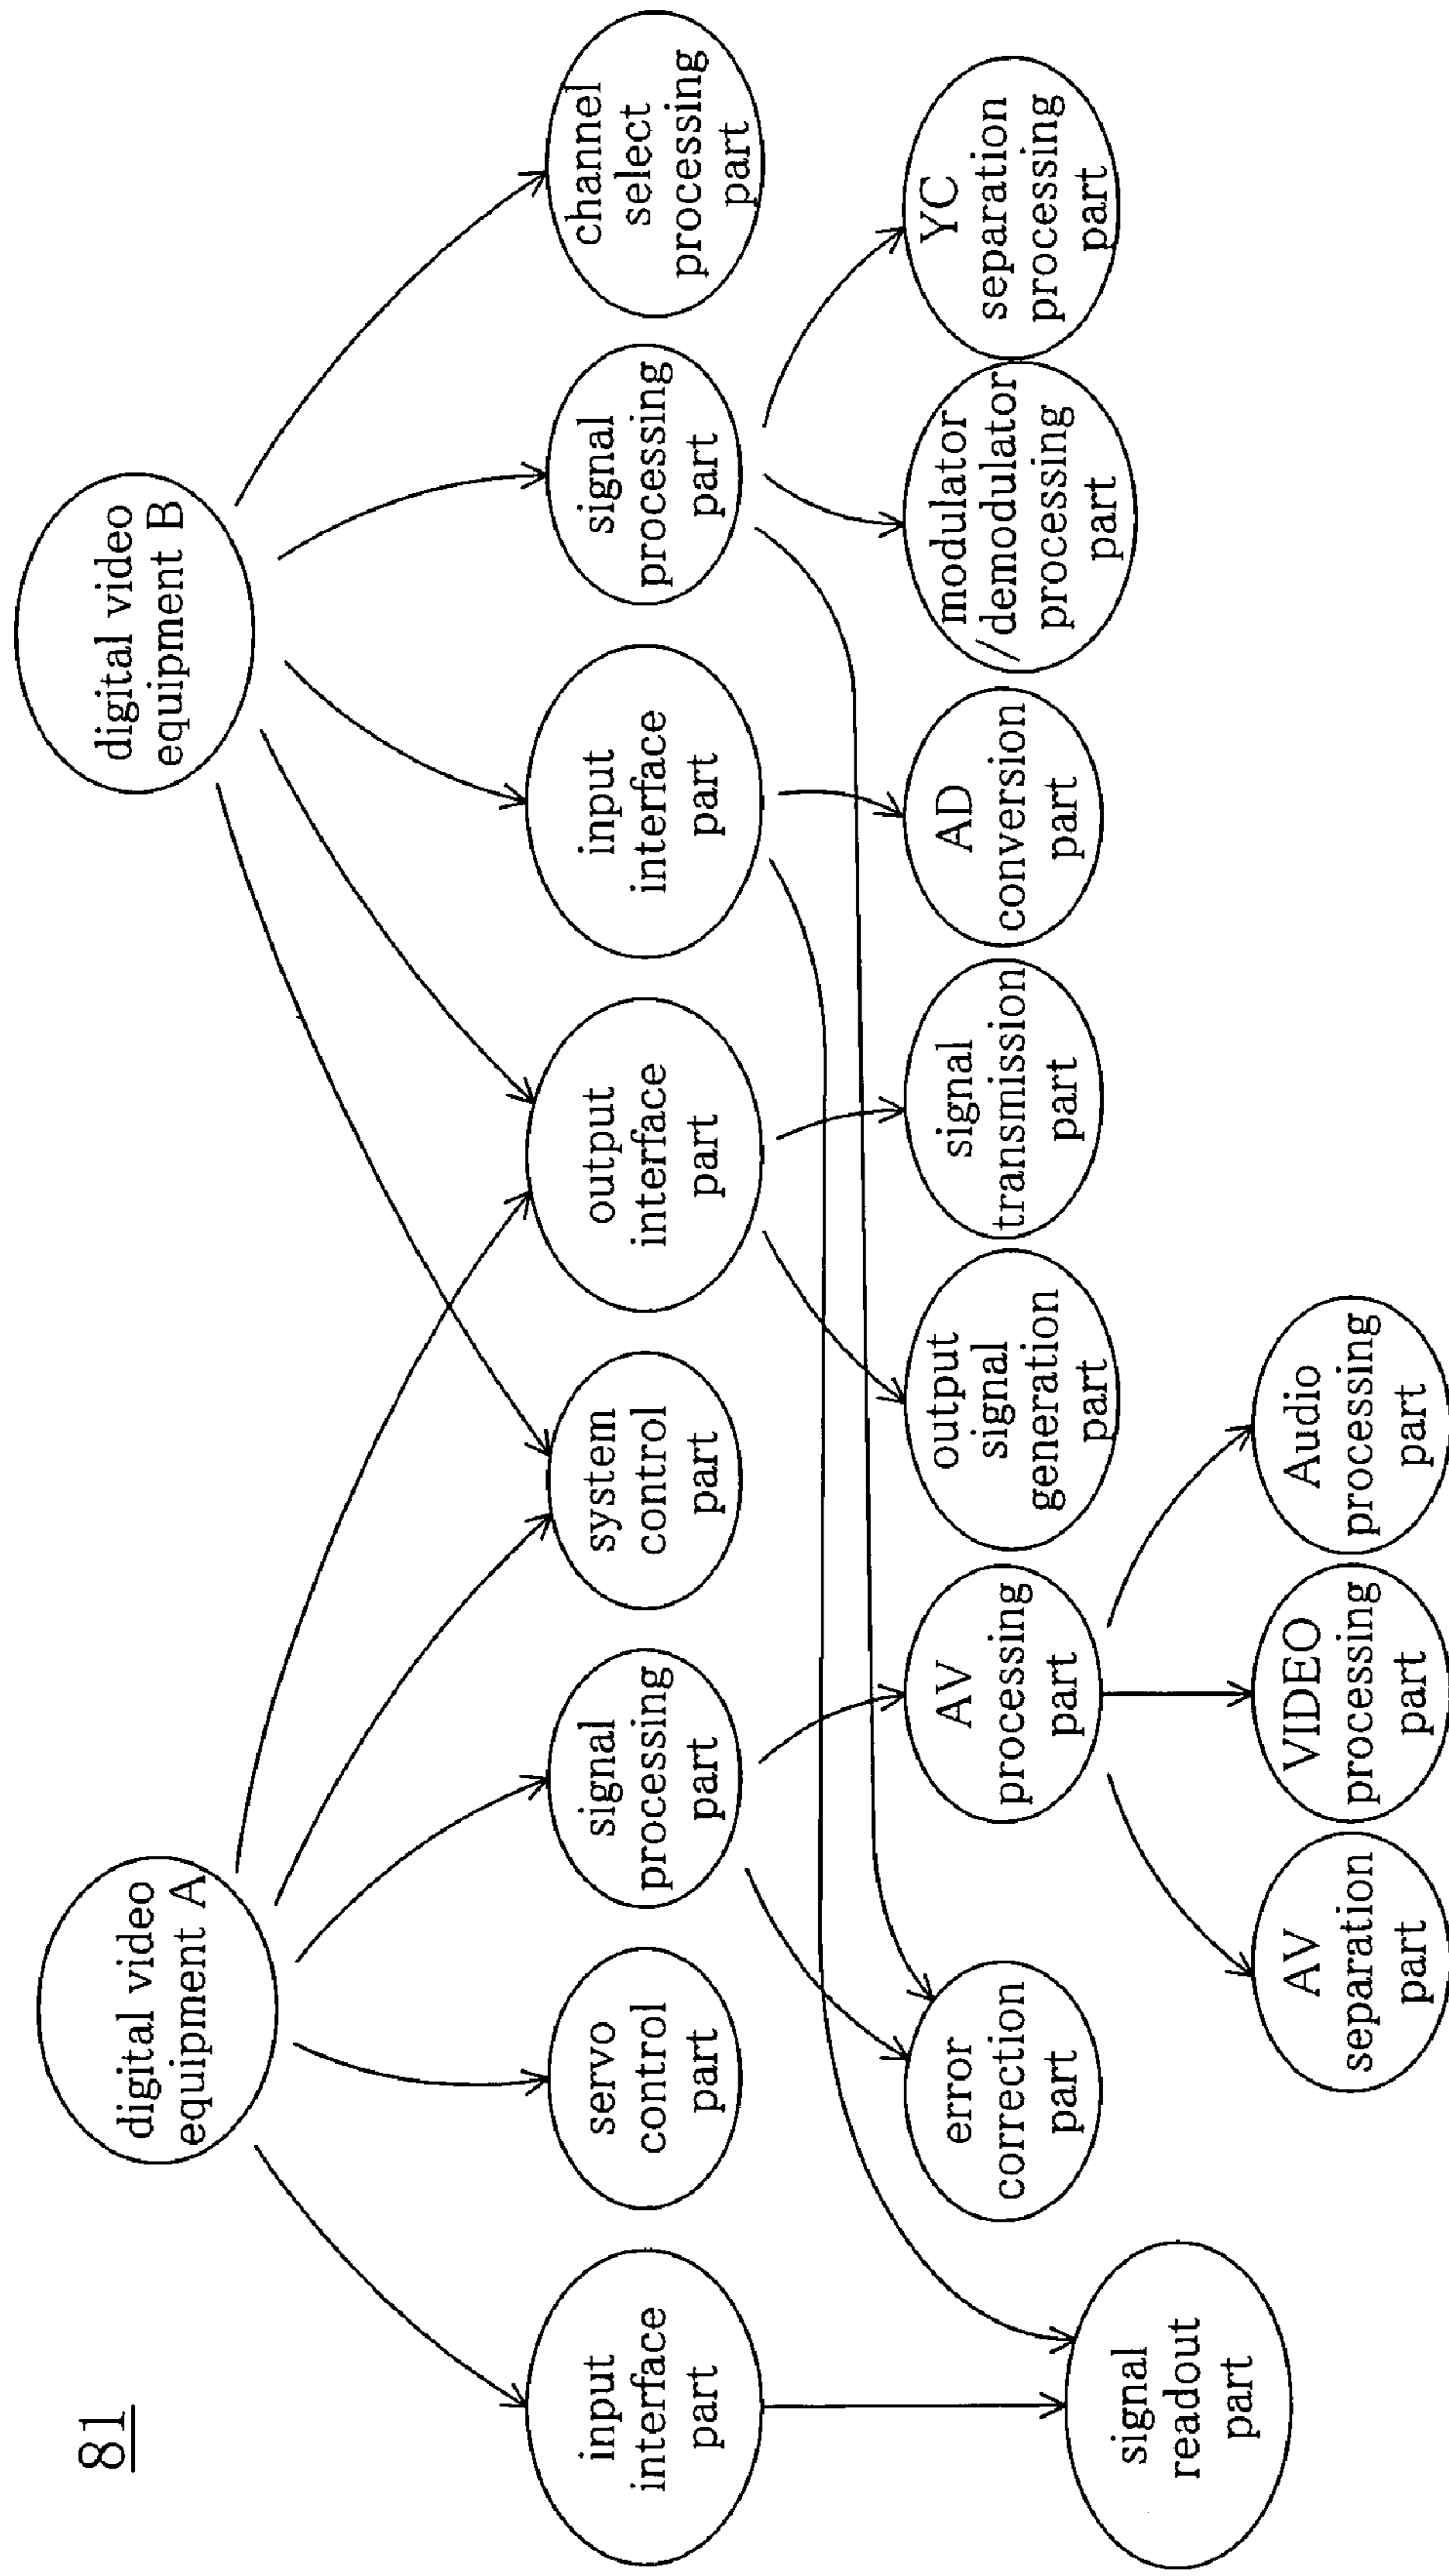 81
digital video
equipment A
digital video
equipment B
input
interface
part
servo
control
part
signal
processing
part
system
control
part
output
interface
part
input
interface
part
signal
processing
part
channel
select
processing
part
signal
readout
part
error
correction
part
AV
processing
part
output
signal
generation
part
signal
transmission
part
AD
conversion
part
modulator
/demodulator
processing
part
YC
separation
processing
part
AV
separation
part
VIDEO
processing
part
Audio
processing
part